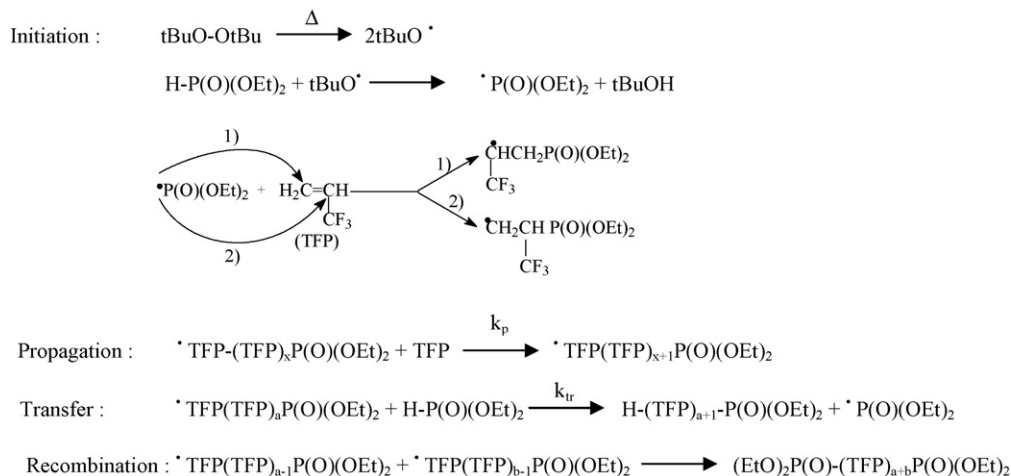 Initiation : tBuO-OtBu Δ 2tBuO •
H-P(O)(OEt)₂ + tBuO• •P(O)(OEt)₂ + tBuOH
1) 1) •CHCH₂P(O)(OEt)₂
CF₃
•P(O)(OEt)₂ + H₂C=CH
CF₃
(TFP)
2) 2) •CH₂CH P(O)(OEt)₂
CF₃
Propagation : • TFP-(TFP)ₓP(O)(OEt)₂ + TFP kₚ • TFP(TFP)ₓ₊₁P(O)(OEt)₂
Transfer : • TFP(TFP)ₐP(O)(OEt)₂ + H-P(O)(OEt)₂ kₜᵣ H-(TFP)ₐ₊₁-P(O)(OEt)₂ + • P(O)(OEt)₂
Recombination : • TFP(TFP)a-1P(O)(OEt)₂ + • TFP(TFP)b-1P(O)(OEt)₂ (EtO)₂P(O)-(TFP)a+bP(O)(OEt)₂